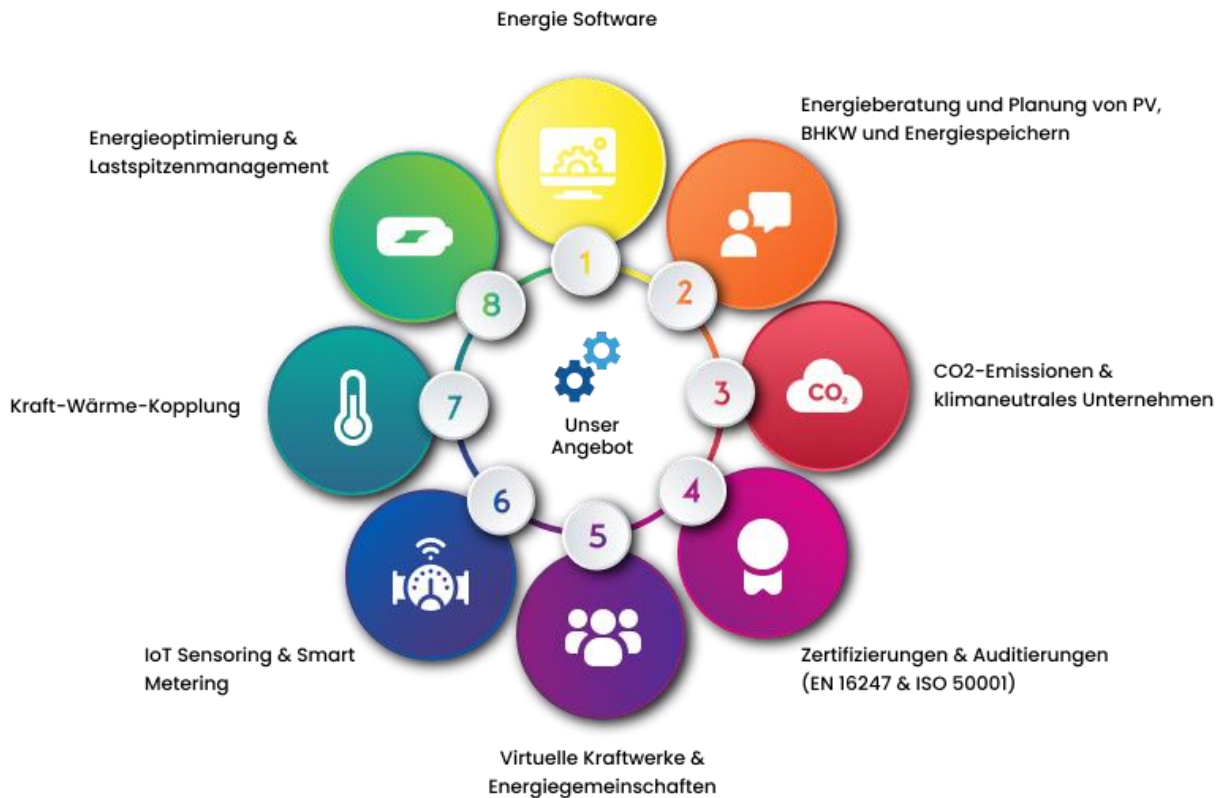 Energie Software
1
Energieberatung und Planung von PV,
BHKW und Energiespeichern
2
CO2-Emissionen &
klimaneutrales Unternehmen
CO₂
3
Zertifizierungen & Auditierungen
(EN 16247 & ISO 50001)
4
Virtuelle Kraftwerke &
Energiegemeinschaften
5
IoT Sensoring & Smart
Metering
6
Kraft-Wärme-Kopplung
7
Energieoptimierung &
Lastspitzenmanagement
8
Unser
Angebot